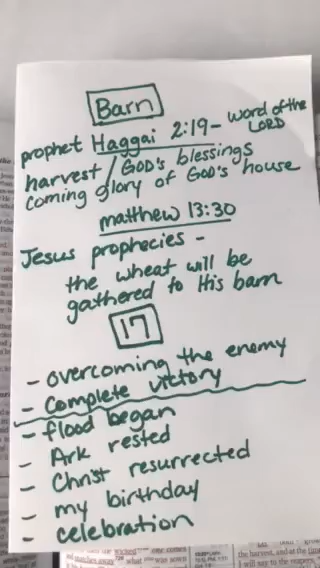 Barn
prophet Haggai 2:19 - word of the LORD
harvest / GOD's blessings
coming glory of GOD's house
matthew 13:30
Jesus prophecies -
the wheat will be
gathered to His barn
17
- overcoming the enemy
- Complete victory
- flood began
- Ark rested
- Christ resurrected
- my birthday
- celebration